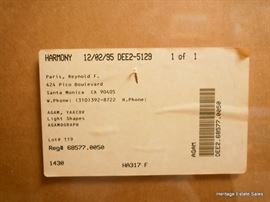 HARMONY 12/02/95 DEE2-5129 1 of 1
Paris, Reynold F.
424 Pico Boulevard
Santa Monica CA 90405
W.Phone: (310)392-8722 H.Phone:
AGAM, YAACOV
Light Shapes
AGAMOGRAPH
Lot 119
Reg# 68577.0050
1430 HA317 F
AGAM
DEE2.68577.0050
Heritage Estate Sales